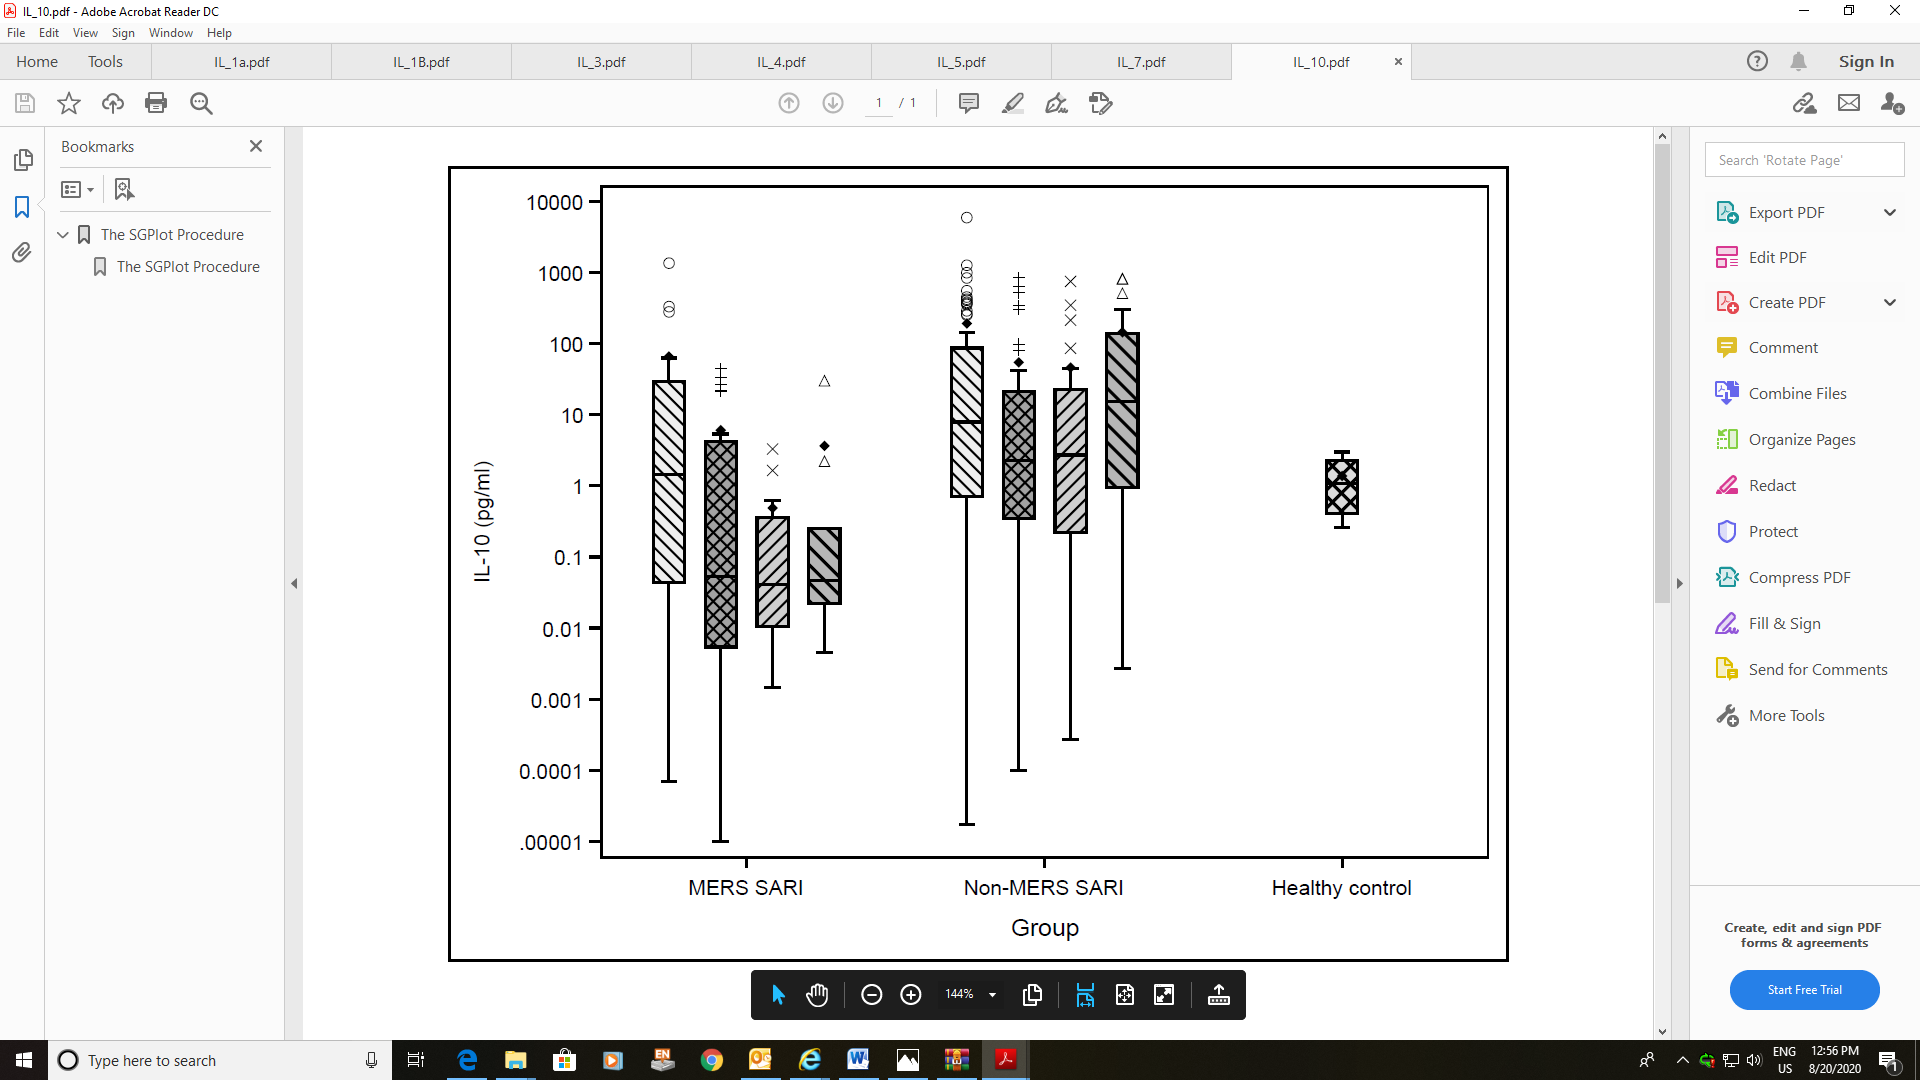 IL_10.pdf - Adobe Acrobat Reader DC
File Edit View Sign Window Help
Home Tools IL_1a.pdf IL_1B.pdf IL_3.pdf IL_4.pdf IL_5.pdf IL_7.pdf IL_10.pdf Sign In
1 / 1
Bookmarks
The SGPlot Procedure
The SGPlot Procedure
10000
1000
100
10
1
0.1
0.01
0.001
0.0001
.00001
IL-10 (pg/ml)
MERS SARI Non-MERS SARI Healthy control
Group
144%
Search 'Rotate Page'
Export PDF
Edit PDF
Create PDF
Comment
Combine Files
Organize Pages
Redact
Protect
Compress PDF
Fill & Sign
Send for Comments
More Tools
Create, edit and sign PDF
forms & agreements
Start Free Trial
Type here to search
EN
ENG
US
12:56 PM
8/20/2020
1